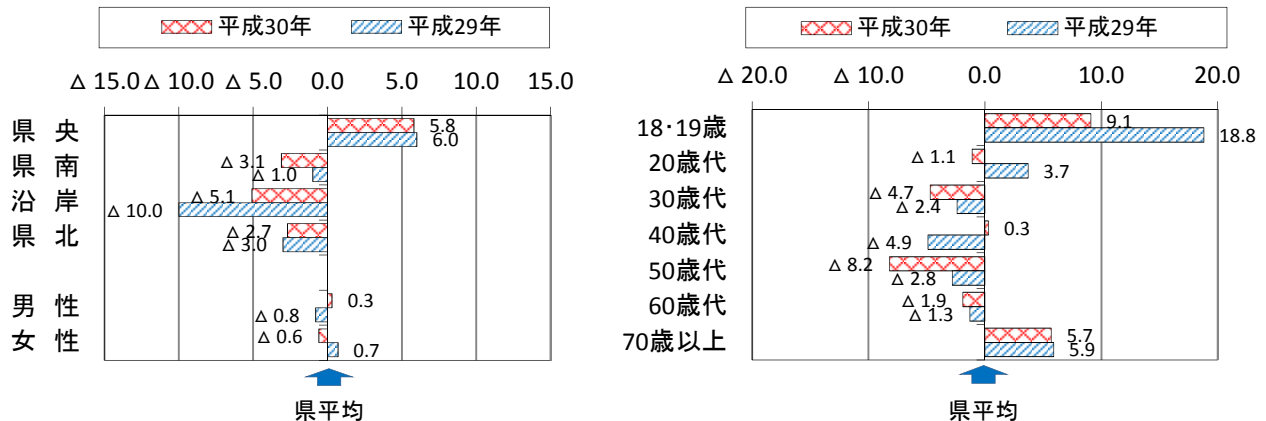 平成30年 平成29年
△ 15.0 △ 10.0 △ 5.0 0.0 5.0 10.0 15.0
県 央 5.8
6.0
県 南 △ 3.1
△ 1.0
沿 岸 △ 5.1
△ 10.0
県 北 △ 2.7
△ 3.0
男 性 0.3
△ 0.8
女 性 △ 0.6
0.7
県平均
平成30年 平成29年
△ 20.0 △ 10.0 0.0 10.0 20.0
18･19歳 9.1
18.8
20歳代 △ 1.1
3.7
30歳代 △ 4.7
△ 2.4
40歳代 0.3
△ 4.9
50歳代 △ 8.2
△ 2.8
60歳代 △ 1.9
△ 1.3
70歳以上 5.7
5.9
県平均